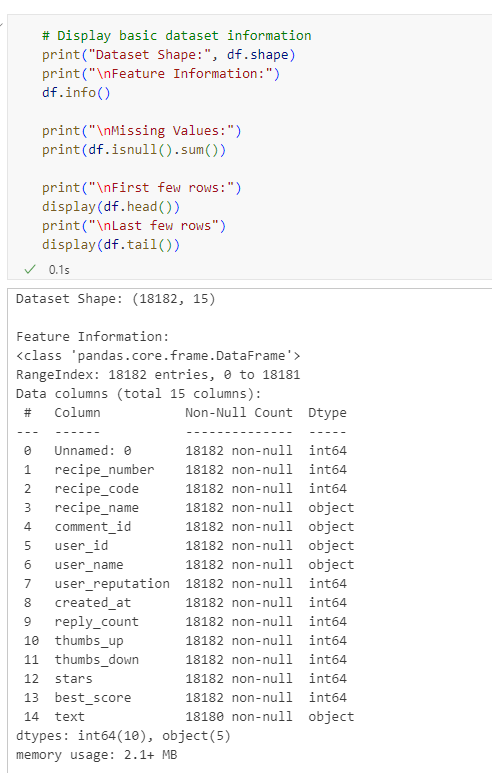 # Display basic dataset information
print("Dataset Shape:", df.shape)
print("\nFeature Information:")
df.info()
print("\nMissing Values:")
print(df.isnull().sum())
print("\nFirst few rows:")
display(df.head())
print("\nLast few rows")
display(df.tail())
0.1s
Dataset Shape: (18182, 15)
Feature Information:
<class 'pandas.core.frame.DataFrame'>
RangeIndex: 18182 entries, 0 to 18181
Data columns (total 15 columns):
 #   Column           Non-Null Count  Dtype
---  ------           --------------  -----
 0   Unnamed: 0       18182 non-null  int64
 1   recipe_number    18182 non-null  int64
 2   recipe_code      18182 non-null  int64
 3   recipe_name      18182 non-null  object
 4   comment_id       18182 non-null  object
 5   user_id          18182 non-null  object
 6   user_name        18182 non-null  object
 7   user_reputation  18182 non-null  int64
 8   created_at       18182 non-null  int64
 9   reply_count      18182 non-null  int64
 10  thumbs_up        18182 non-null  int64
 11  thumbs_down      18182 non-null  int64
 12  stars            18182 non-null  int64
 13  best_score       18182 non-null  int64
 14  text             18180 non-null  object
dtypes: int64(10), object(5)
memory usage: 2.1+ MB